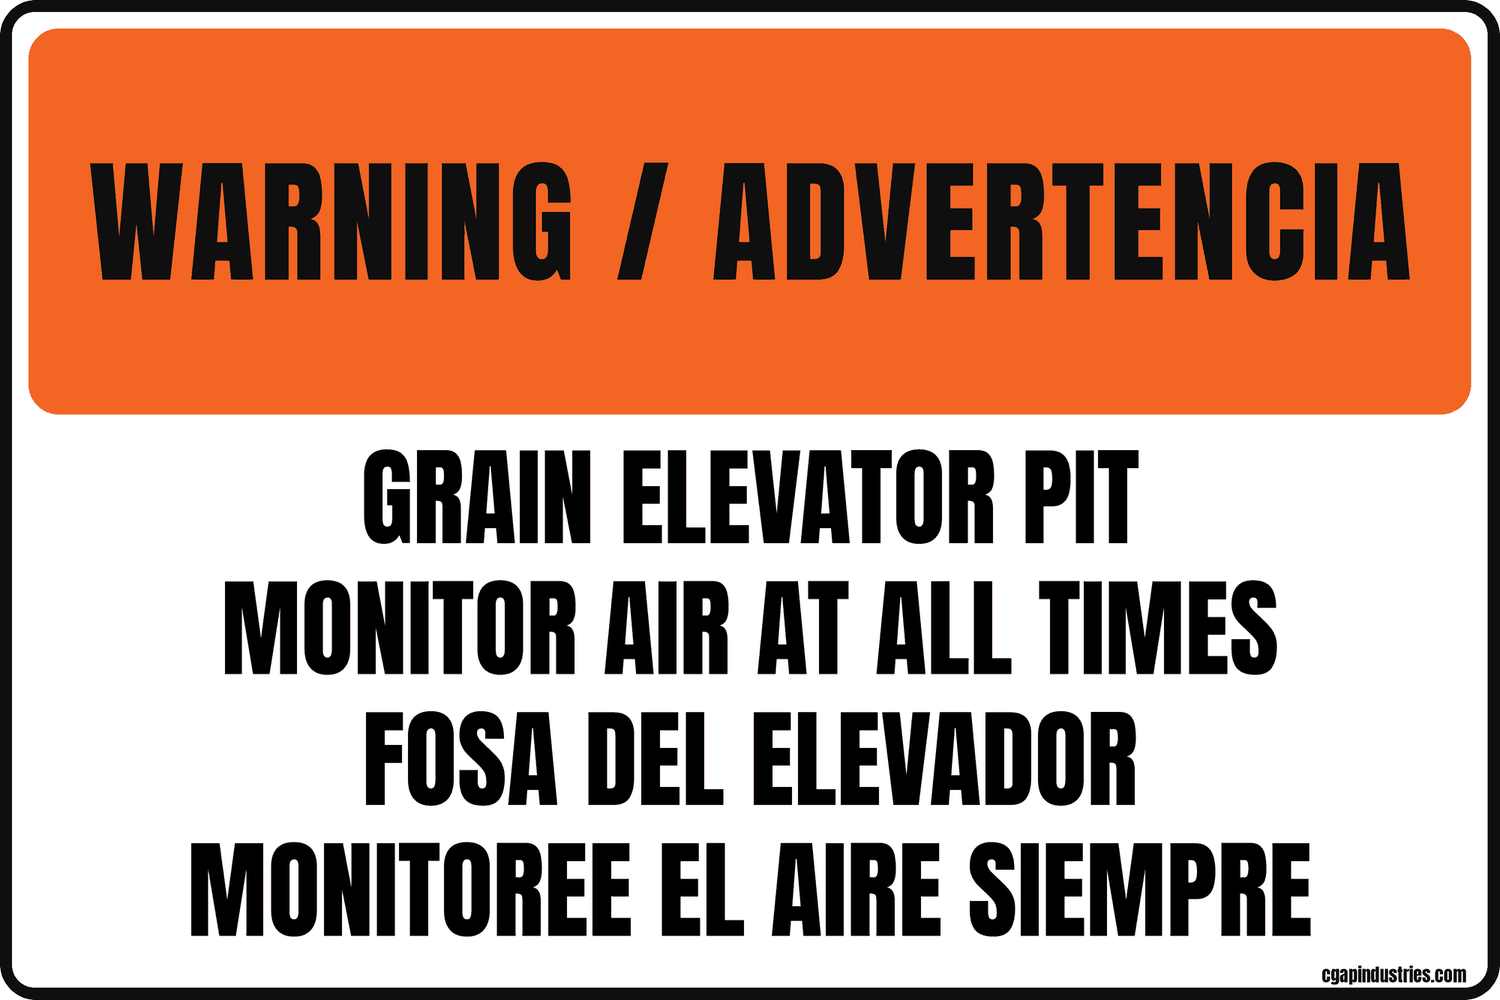 WARNING / ADVERTENCIA
GRAIN ELEVATOR PIT
MONITOR AIR AT ALL TIMES
FOSA DEL ELEVADOR
MONITOREE EL AIRE SIEMPRE
cgapindustries.com